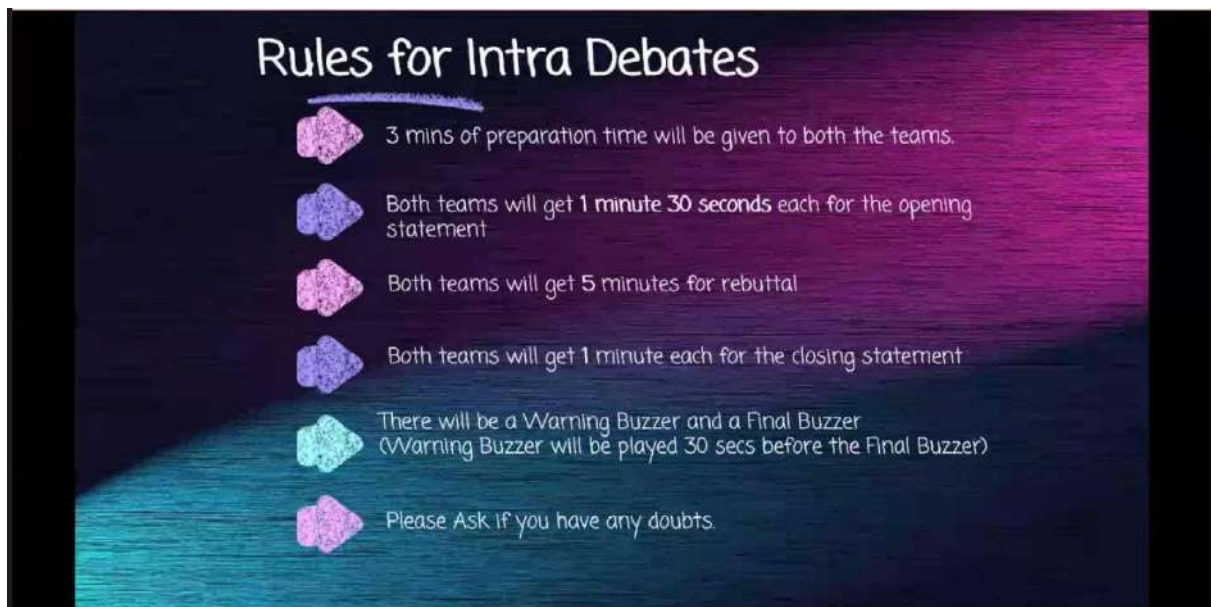 Rules for Intra Debates
3 mins of preparation time will be given to both the teams.
Both teams will get 1 minute 30 seconds each for the opening
statement
Both teams will get 5 minutes for rebuttal
Both teams will get 1 minute each for the closing statement
There will be a Warning Buzzer and a Final Buzzer
(Warning Buzzer will be played 30 secs before the Final Buzzer)
Please Ask if you have any doubts.